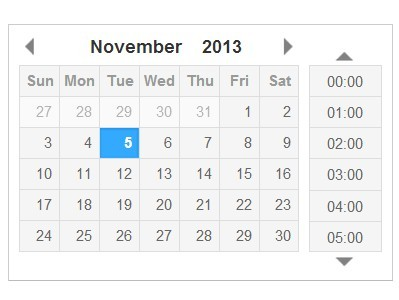 November 2013
Sun Mon Tue Wed Thu Fri Sat
27 28 29 30 31 1 2
3 4 5 6 7 8 9
10 11 12 13 14 15 16
17 18 19 20 21 22 23
24 25 26 27 28 29 30
00:00
01:00
02:00
03:00
04:00
05:00